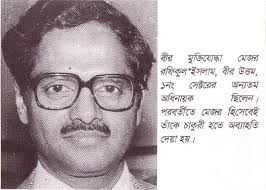 বীর মুক্তিযোদ্ধা মেজর
রফিকুল ইসলাম, বীর উত্তম,
১নং সেক্টরের অন্যতম
অধিনায়ক ছিলেন।
পরবর্তীতে মেজর হিসেবেই
তাঁকে চাকুরী হতে অব্যাহতি
দেয়া হয়।